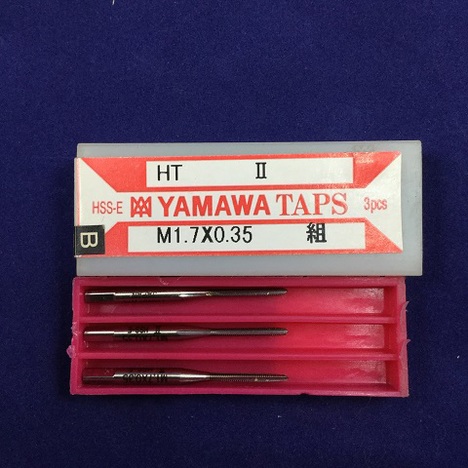 HT II
HSS-E YAMAWA TAPS 3pcs
B
M1.7X0.35 組